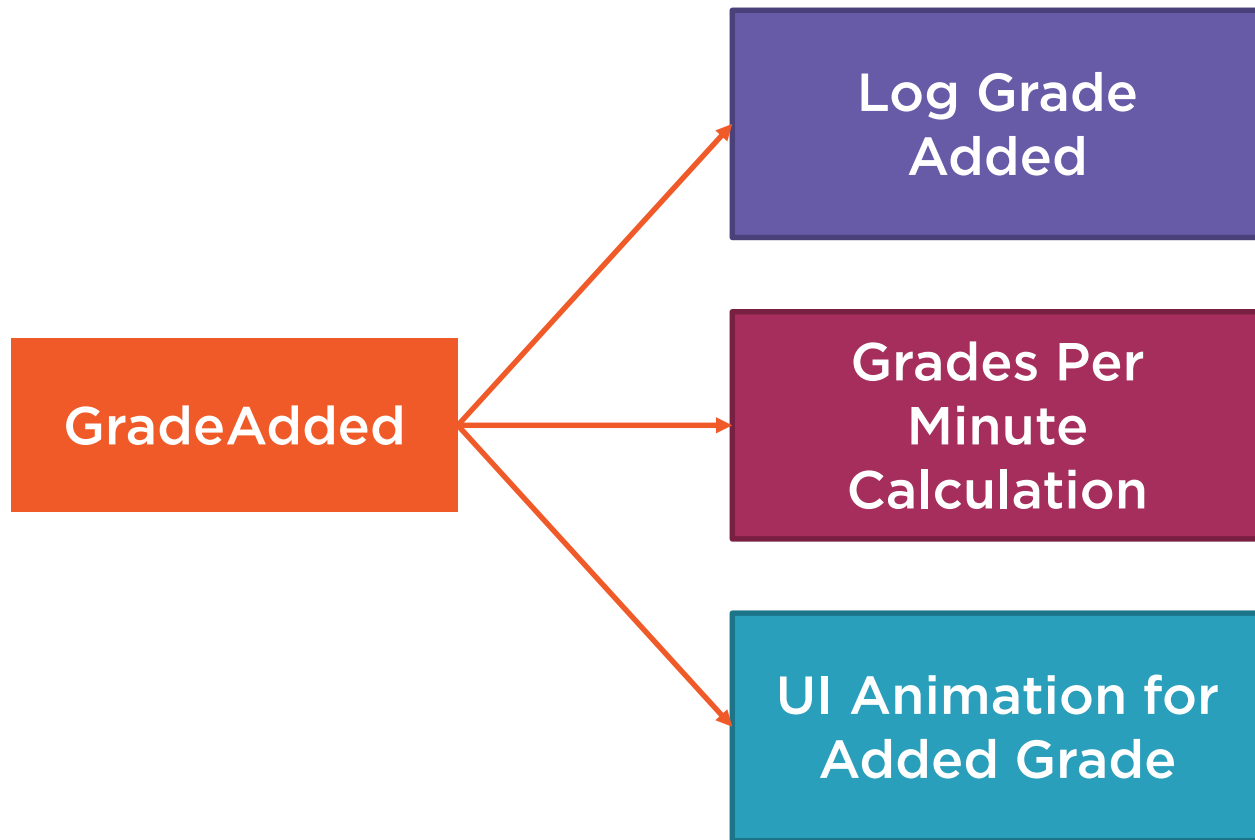 Log Grade
Added
GradeAdded
Grades Per
Minute
Calculation
UI Animation for
Added Grade